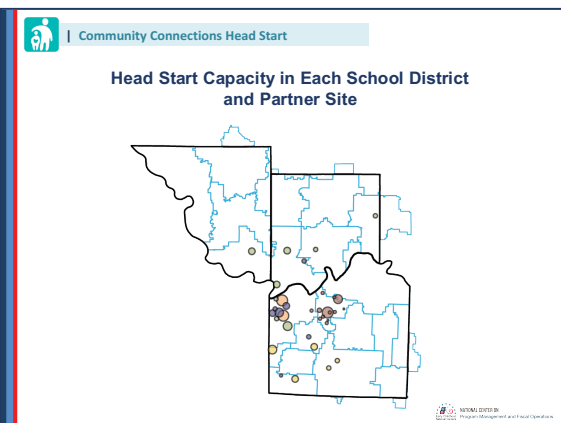 | Community Connections Head Start
Head Start Capacity in Each School District
and Partner Site
NATIONAL CENTER ON
Program Management and Fiscal Operations